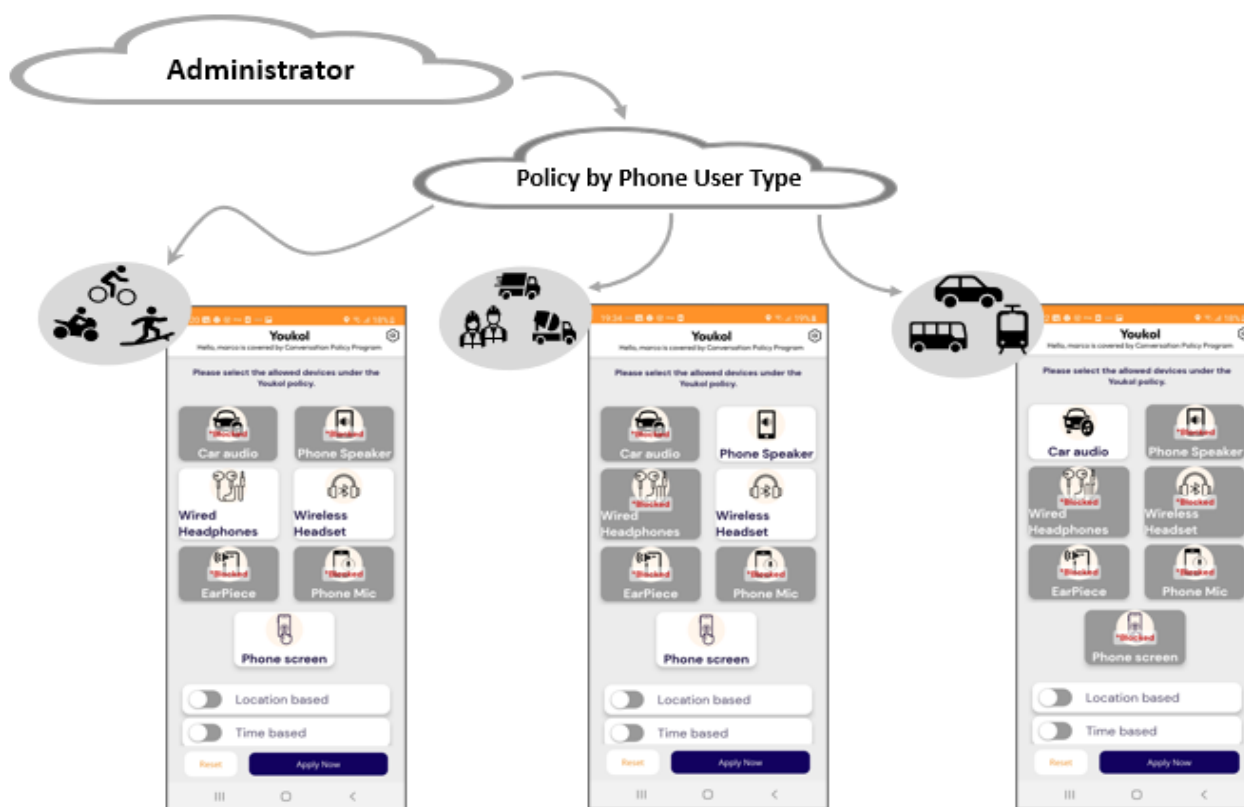 Administrator
Policy by Phone User Type
Youkol
Hello, marco is covered by Conversation Policy Program
Please select the allowed devices under the
Youkol policy.
*Blocked
*Blocked
Car audio
Phone Speaker
Wired
Headphones
Wireless
Headset
*Blocked
*Blocked
EarPiece
Phone Mic
Phone screen
Location based
Time based
Reset
Apply Now
19:34
19%
Youkol
Hello, marco is covered by Conversation Policy Program
Please select the allowed devices under the
Youkol policy.
*Blocked
Car audio
Phone Speaker
*Blocked
Wired
Headphones
Wireless
Headset
*Blocked
*Blocked
EarPiece
Phone Mic
Phone screen
Location based
Time based
Reset
Apply Now
18%
Youkol
Hello, marco is covered by Conversation Policy Program
Please select the allowed devices under the
Youkol policy.
*Blocked
Car audio
Phone Speaker
*Blocked
*Blocked
Wired
Headphones
Wireless
Headset
*Blocked
*Blocked
EarPiece
Phone Mic
*Blocked
Phone screen
Location based
Time based
Reset
Apply Now